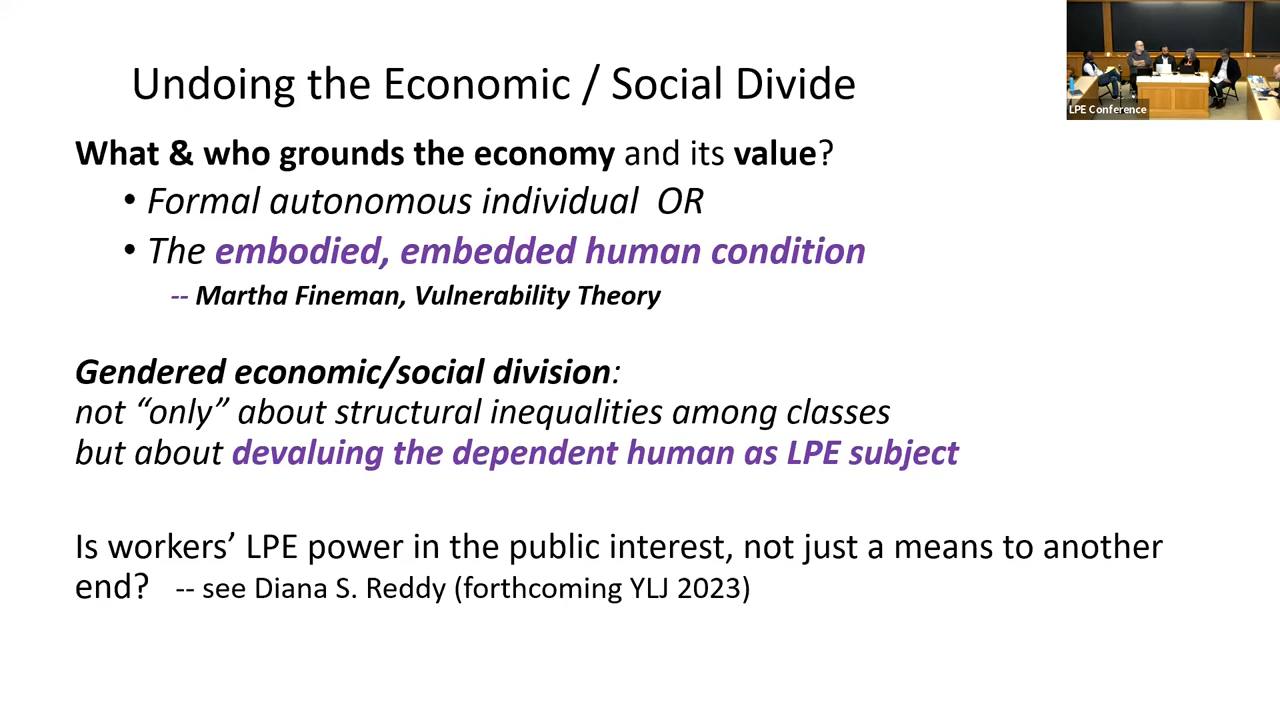 Undoing the Economic / Social Divide
LPE Conference
What & who grounds the economy and its value?
• Formal autonomous individual OR
• The embodied, embedded human condition
-- Martha Fineman, Vulnerability Theory
Gendered economic/social division:
not “only” about structural inequalities among classes
but about devaluing the dependent human as LPE subject
Is workers’ LPE power in the public interest, not just a means to another
end? -- see Diana S. Reddy (forthcoming YLJ 2023)